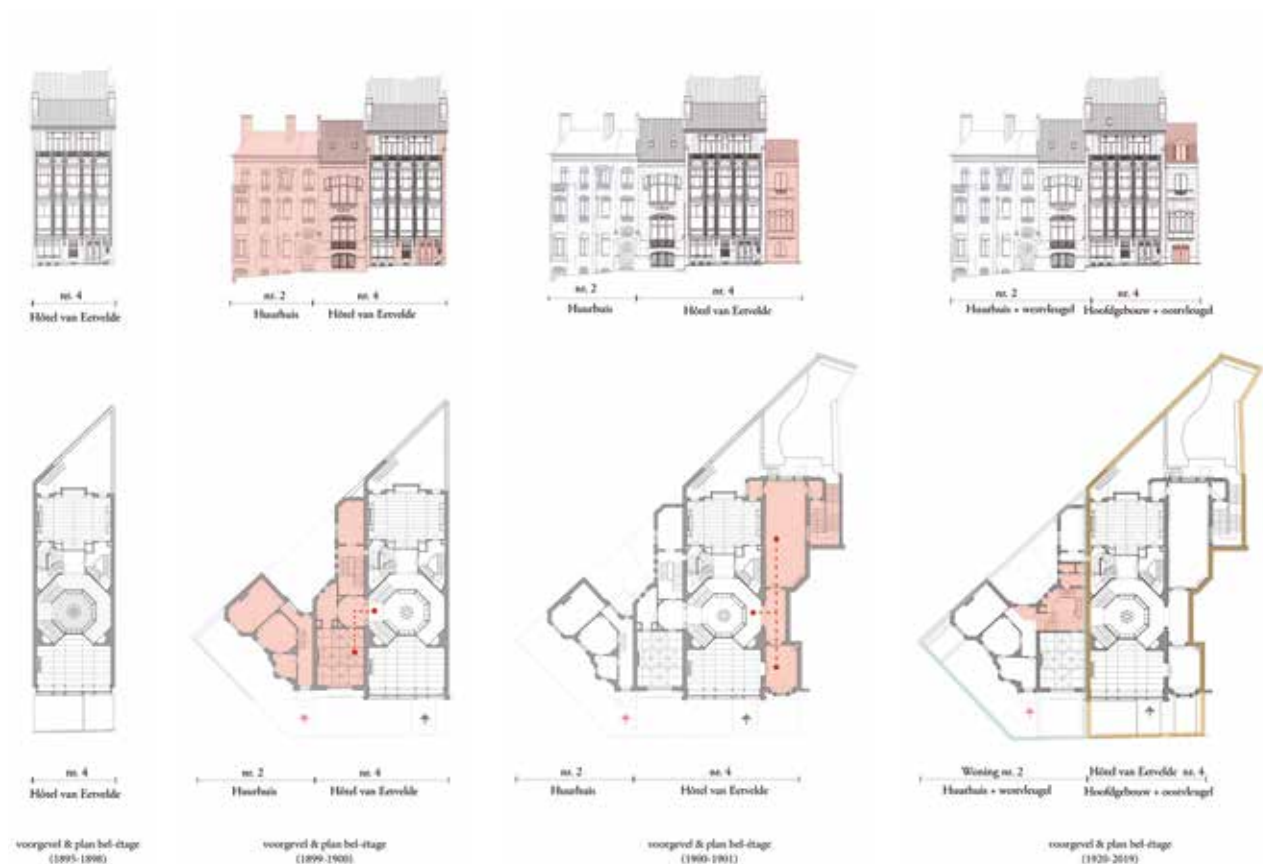 nr. 4
Hôtel van Eetvelde
nr. 2
nr. 4
Huurhuis
Hôtel van Eetvelde
nr. 2
nr. 4
Huurhuis
Hôtel van Eetvelde
nr. 2
nr. 4
Huurhuis + westvleugel
Hoofdgebouw + oostvleugel
nr. 4
Hôtel van Eetvelde
voorgevel & plan bel-étage
(1895-1898)
nr. 2
nr. 4
Huurhuis
Hôtel van Eetvelde
voorgevel & plan bel-étage
(1899-1900)
nr. 2
nr. 4
Huurhuis
Hôtel van Eetvelde
voorgevel & plan bel-étage
(1900-1901)
Woning nr. 2
Hôtel van Eetvelde nr. 4
Huurhuis + westvleugel
Hoofdgebouw + oostvleugel
voorgevel & plan bel-étage
(1920-2019)